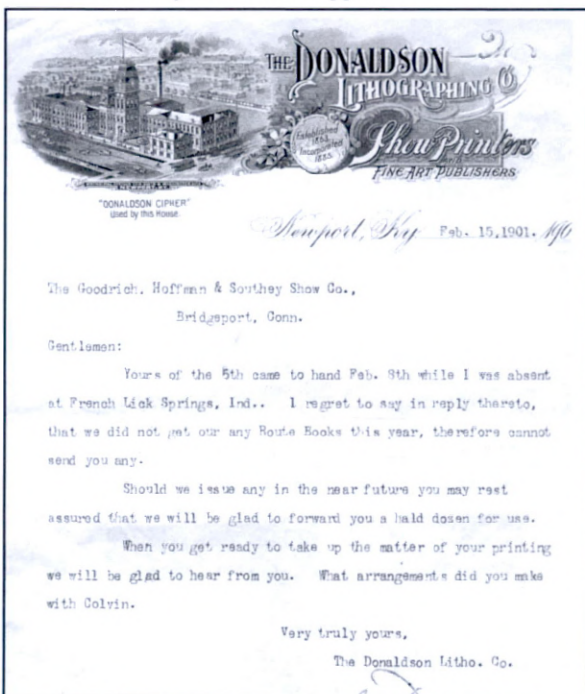 THE DONALDSON
LITHOGRAPHING Co.
Established
1863
Incorporated
1883.
Show Printers
FINE ART PUBLISHERS
"DONALDSON CIPHER"
Used by this House.
Newport, Ky. Feb. 15, 1901.
The Goodrich, Hoffman & Southey Show Co.,
Bridgeport, Conn.
Gentlemen:
Yours of the 5th came to hand Feb. 8th while I was absent
at French Lick Springs, Ind.. I regret to say in reply thereto,
that we did not get our any Route Books this year, therefore cannot
send you any.
Should we issue any in the near future you may rest
assured that we will be glad to forward you a hald dozen for use.
When you get ready to take up the matter of your printing
we will be glad to hear from you. What arrangements did you make
with Colvin.
Very truly yours,
The Donaldson Litho. Co.